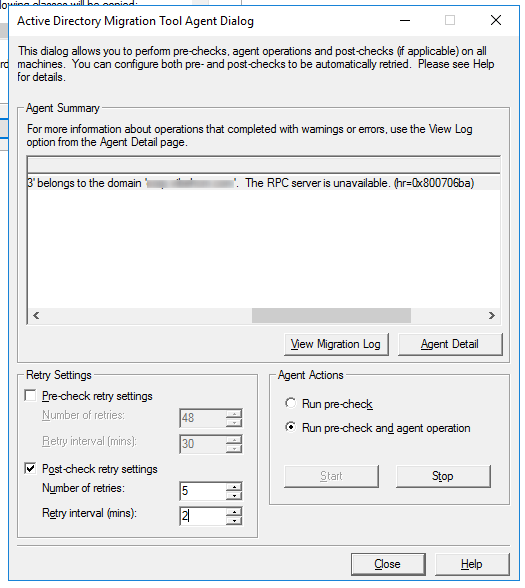 lowing classes will be copied:
Active Directory Migration Tool Agent Dialog
This dialog allows you to perform pre-checks, agent operations and post-checks (if applicable) on all
machines. You can configure both pre- and post-checks to be automatically retried. Please see Help
for details.
Agent Summary
For more information about operations that completed with warnings or errors, use the View Log
option from the Agent Detail page.
3' belongs to the domain ' '. The RPC server is unavailable. (hr=0x800706ba)
View Migration Log
Agent Detail
Retry Settings
Pre-check retry settings
Number of retries:
48
Retry interval (mins):
30
Post-check retry settings
Number of retries:
5
Retry interval (mins):
2
Agent Actions
Run pre-check
Run pre-check and agent operation
Start
Stop
Close
Help